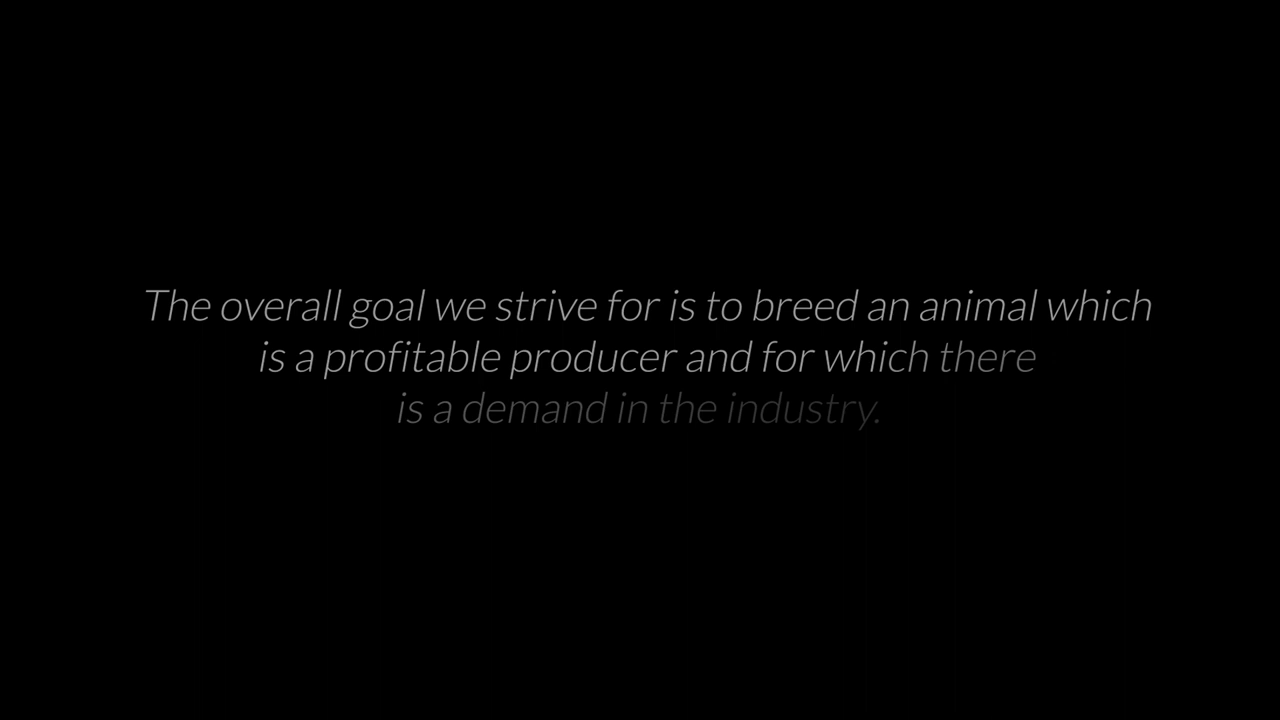 The overall goal we strive for is to breed an animal which
is a profitable producer and for which there
is a demand in the industry.